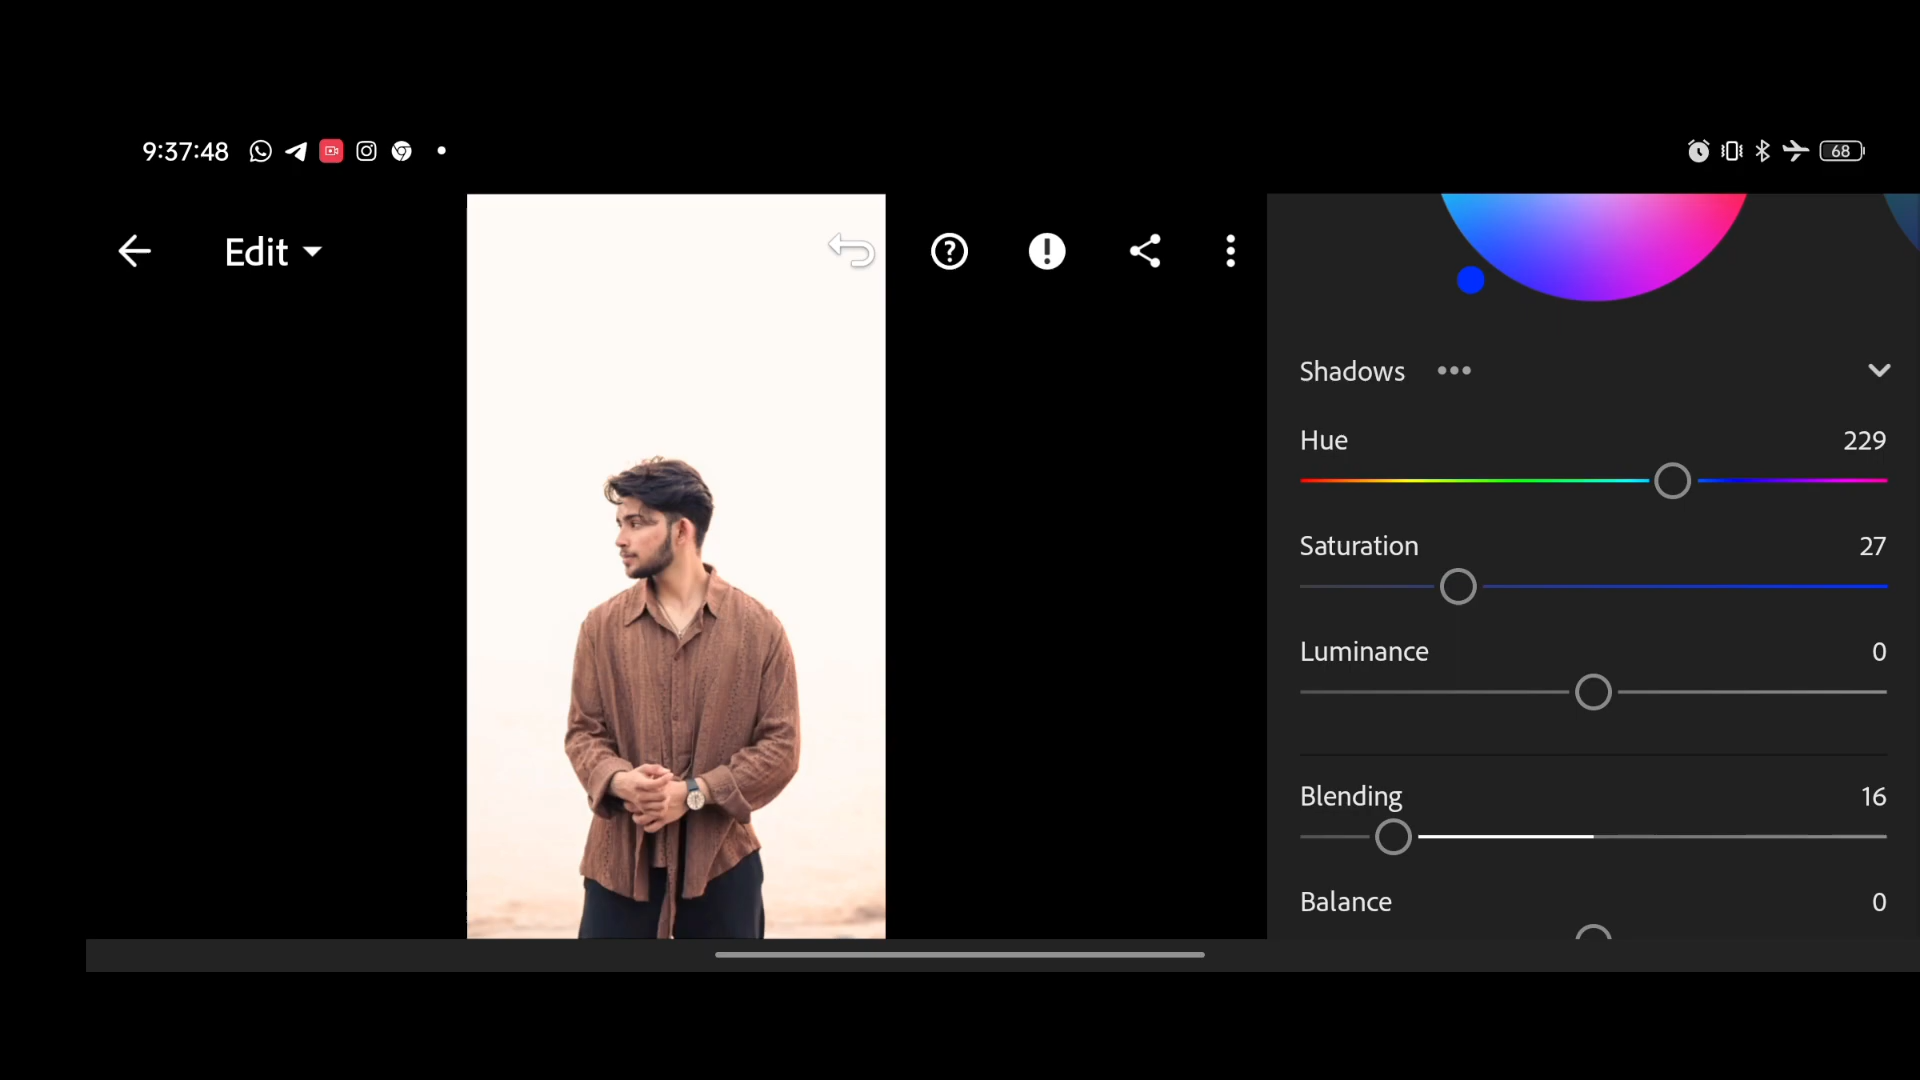 9:37:48
68
Edit
Shadows
Hue 229
Saturation 27
Luminance 0
Blending 16
Balance 0